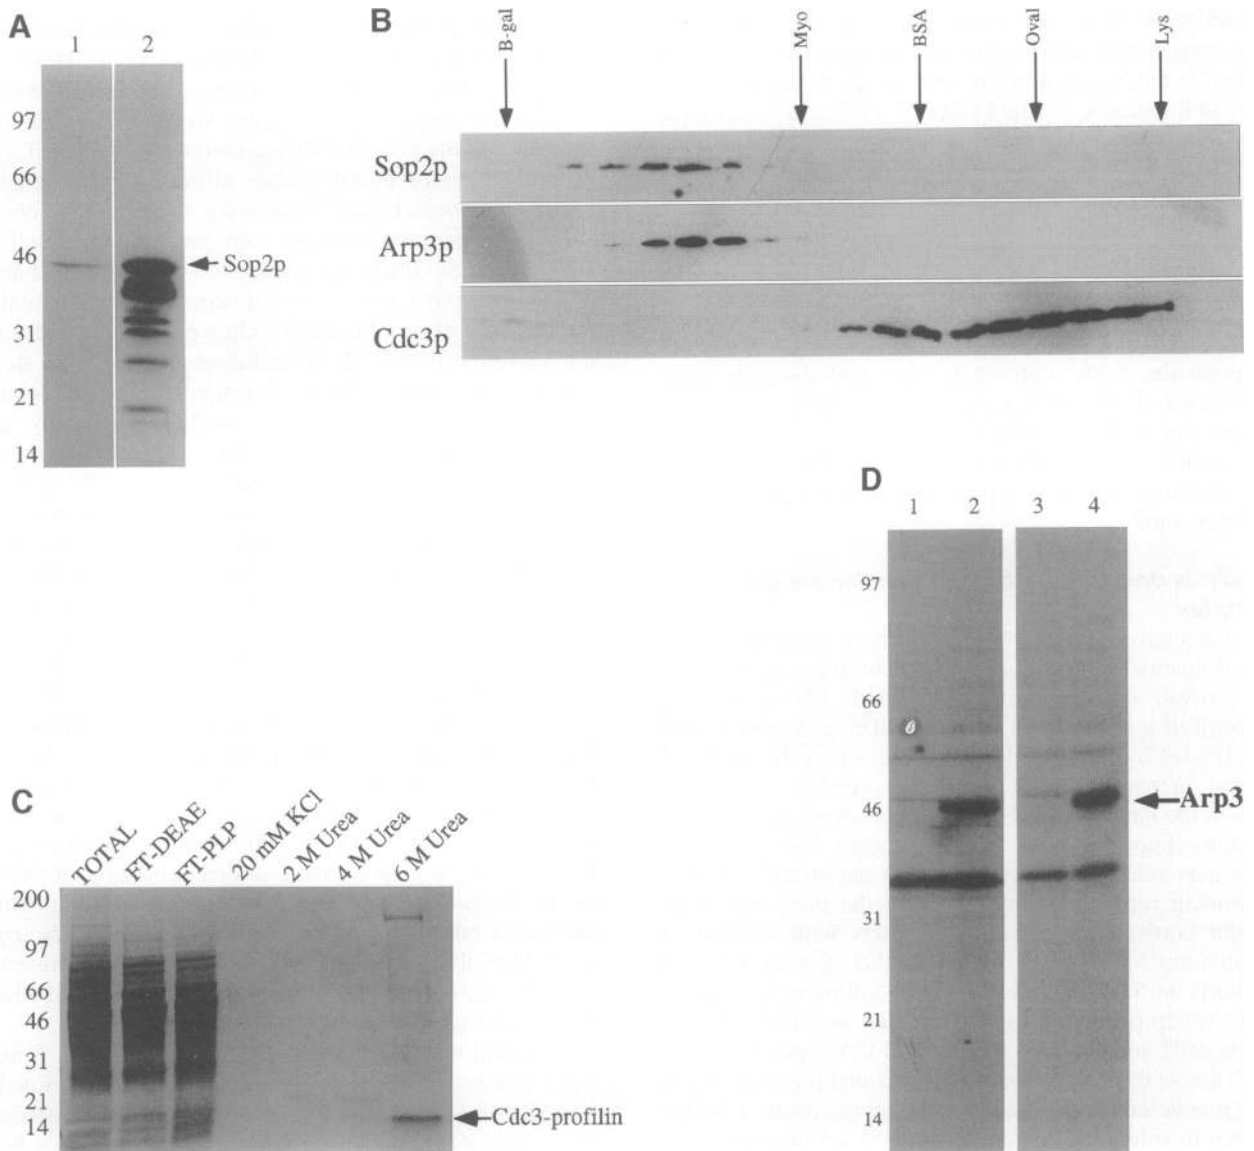 A
1 2
97
66
46
31
21
14
Sop2p
B
B-gal
Myo
BSA
Oval
Lys
Sop2p
Arp3p
Cdc3p
C
TOTAL
FT-DEAE
FT-PLP
20 mM KCl
2 M Urea
4 M Urea
6 M Urea
200
97
66
46
31
21
14
Cdc3-profilin
D
1 2 3 4
97
66
46
31
21
14
Arp3